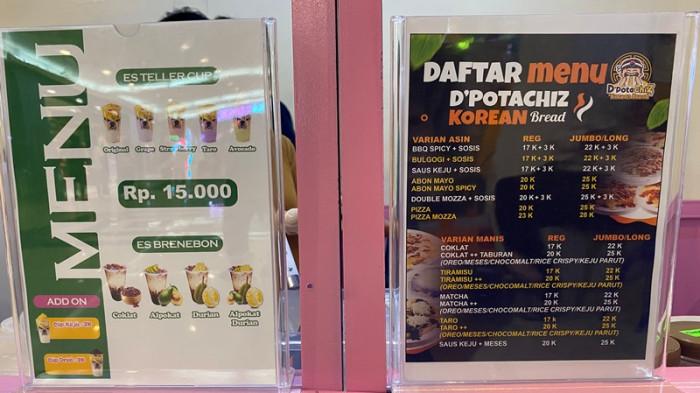 MENU
ES TELLER CUP
Original Grape Strawberry Taro Avocado
Rp. 15.000
ES BRENEBON
Coklat Alpokat Durian Alpokat Durian
ADD ON
DAFTAR menu
D'PotaChiz
D'POTACHIZ
KOREAN Bread
VARIAN ASIN REG JUMBO/LONG
BBQ SPICY + SOSIS 17 K+ 3 K 22 K + 3 K
BULGOGI + SOSIS 17 K + 3 K 22 K + 3 K
SAUS KEJU + SOSIS 17 K + 3 K 22 K + 3 K
ABON MAYO 20 K 25 K
ABON MAYO SPICY 20 K 25 K
DOUBLE MOZZA + SOSIS 20 K + 3 K 25 K + 3 K
PIZZA 20 K 25 K
PIZZA MOZZA 23 K 28 K
VARIAN MANIS REG JUMBO/LONG
COKLAT 17 K 22 K
COKLAT ++ TABURAN 20 K 25 K
(OREO/MESES/CHOCOMALT/RICE CRISPY/KEJU PARUT)
TIRAMISU 17 K 22 K
TIRAMISU ++ 20 K 25 K
(OREO/MESES/CHOCOMALT/RICE CRISPY/KEJU PARUT)
MATCHA 17 K 22 K
MATCHA ++ 20 K 25 K
(OREO/MESES/CHOCOMALT/RICE CRISPY/KEJU PARUT)
TARO 17 k 22 K
TARO ++ 20 K 25 K
(OREO/MESES/CHOCOMALT/RICE CRISPY/KEJU PARUT)
SAUS KEJU + MESES 20 K 25 K